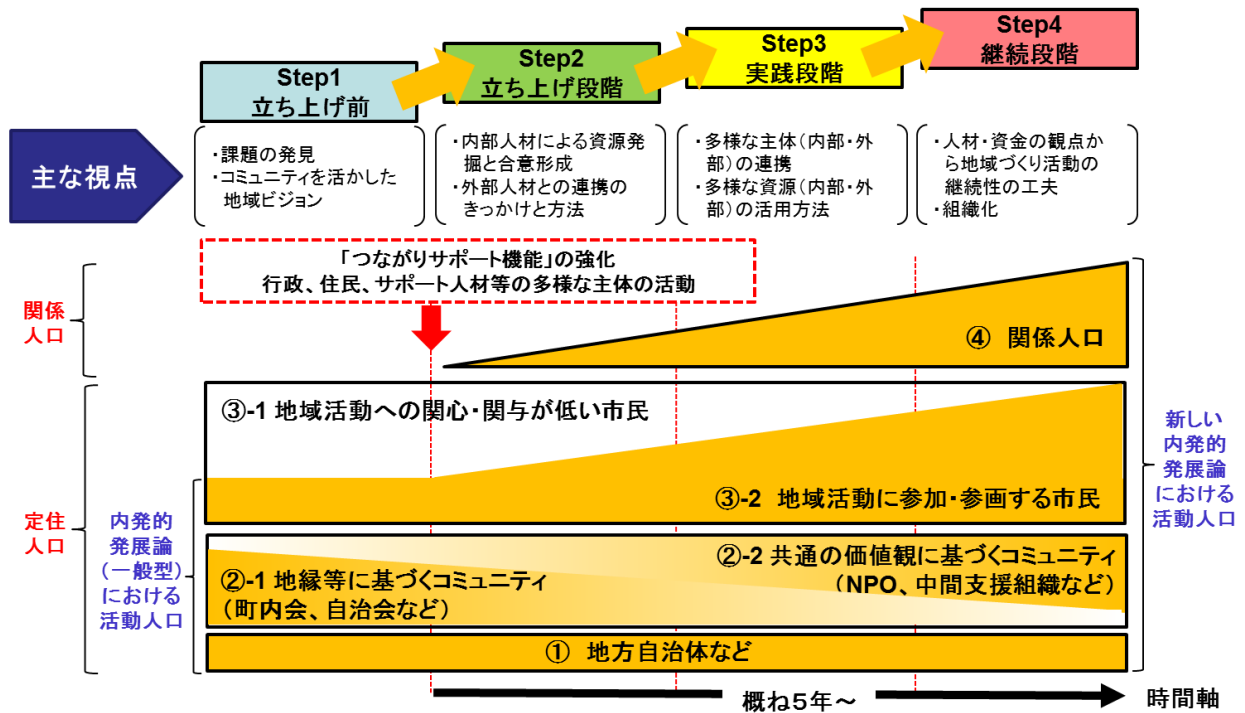 Step1
立ち上げ前
Step2
立ち上げ段階
Step3
実践段階
Step4
継続段階
主な視点
・課題の発見
・コミュニティを活かした
地域ビジョン
・内部人材による資源発
掘と合意形成
・外部人材との連携の
きっかけと方法
・多様な主体(内部・外
部)の連携
・多様な資源(内部・外
部)の活用方法
・人材・資金の観点か
ら地域づくり活動の
継続性の工夫
・組織化
「つながりサポート機能」の強化
行政、住民、サポート人材等の多様な主体の活動
関係
人口
④ 関係人口
定住
人口
内発的
発展論
(一般型)
における
活動人口
③-1 地域活動への関心・関与が低い市民
③-2 地域活動に参加・参画する市民
②-1 地縁等に基づくコミュニティ
(町内会、自治会など)
②-2 共通の価値観に基づくコミュニティ
(NPO、中間支援組織など)
① 地方自治体など
新しい
内発的
発展論
における
活動人口
概ね5年~
時間軸